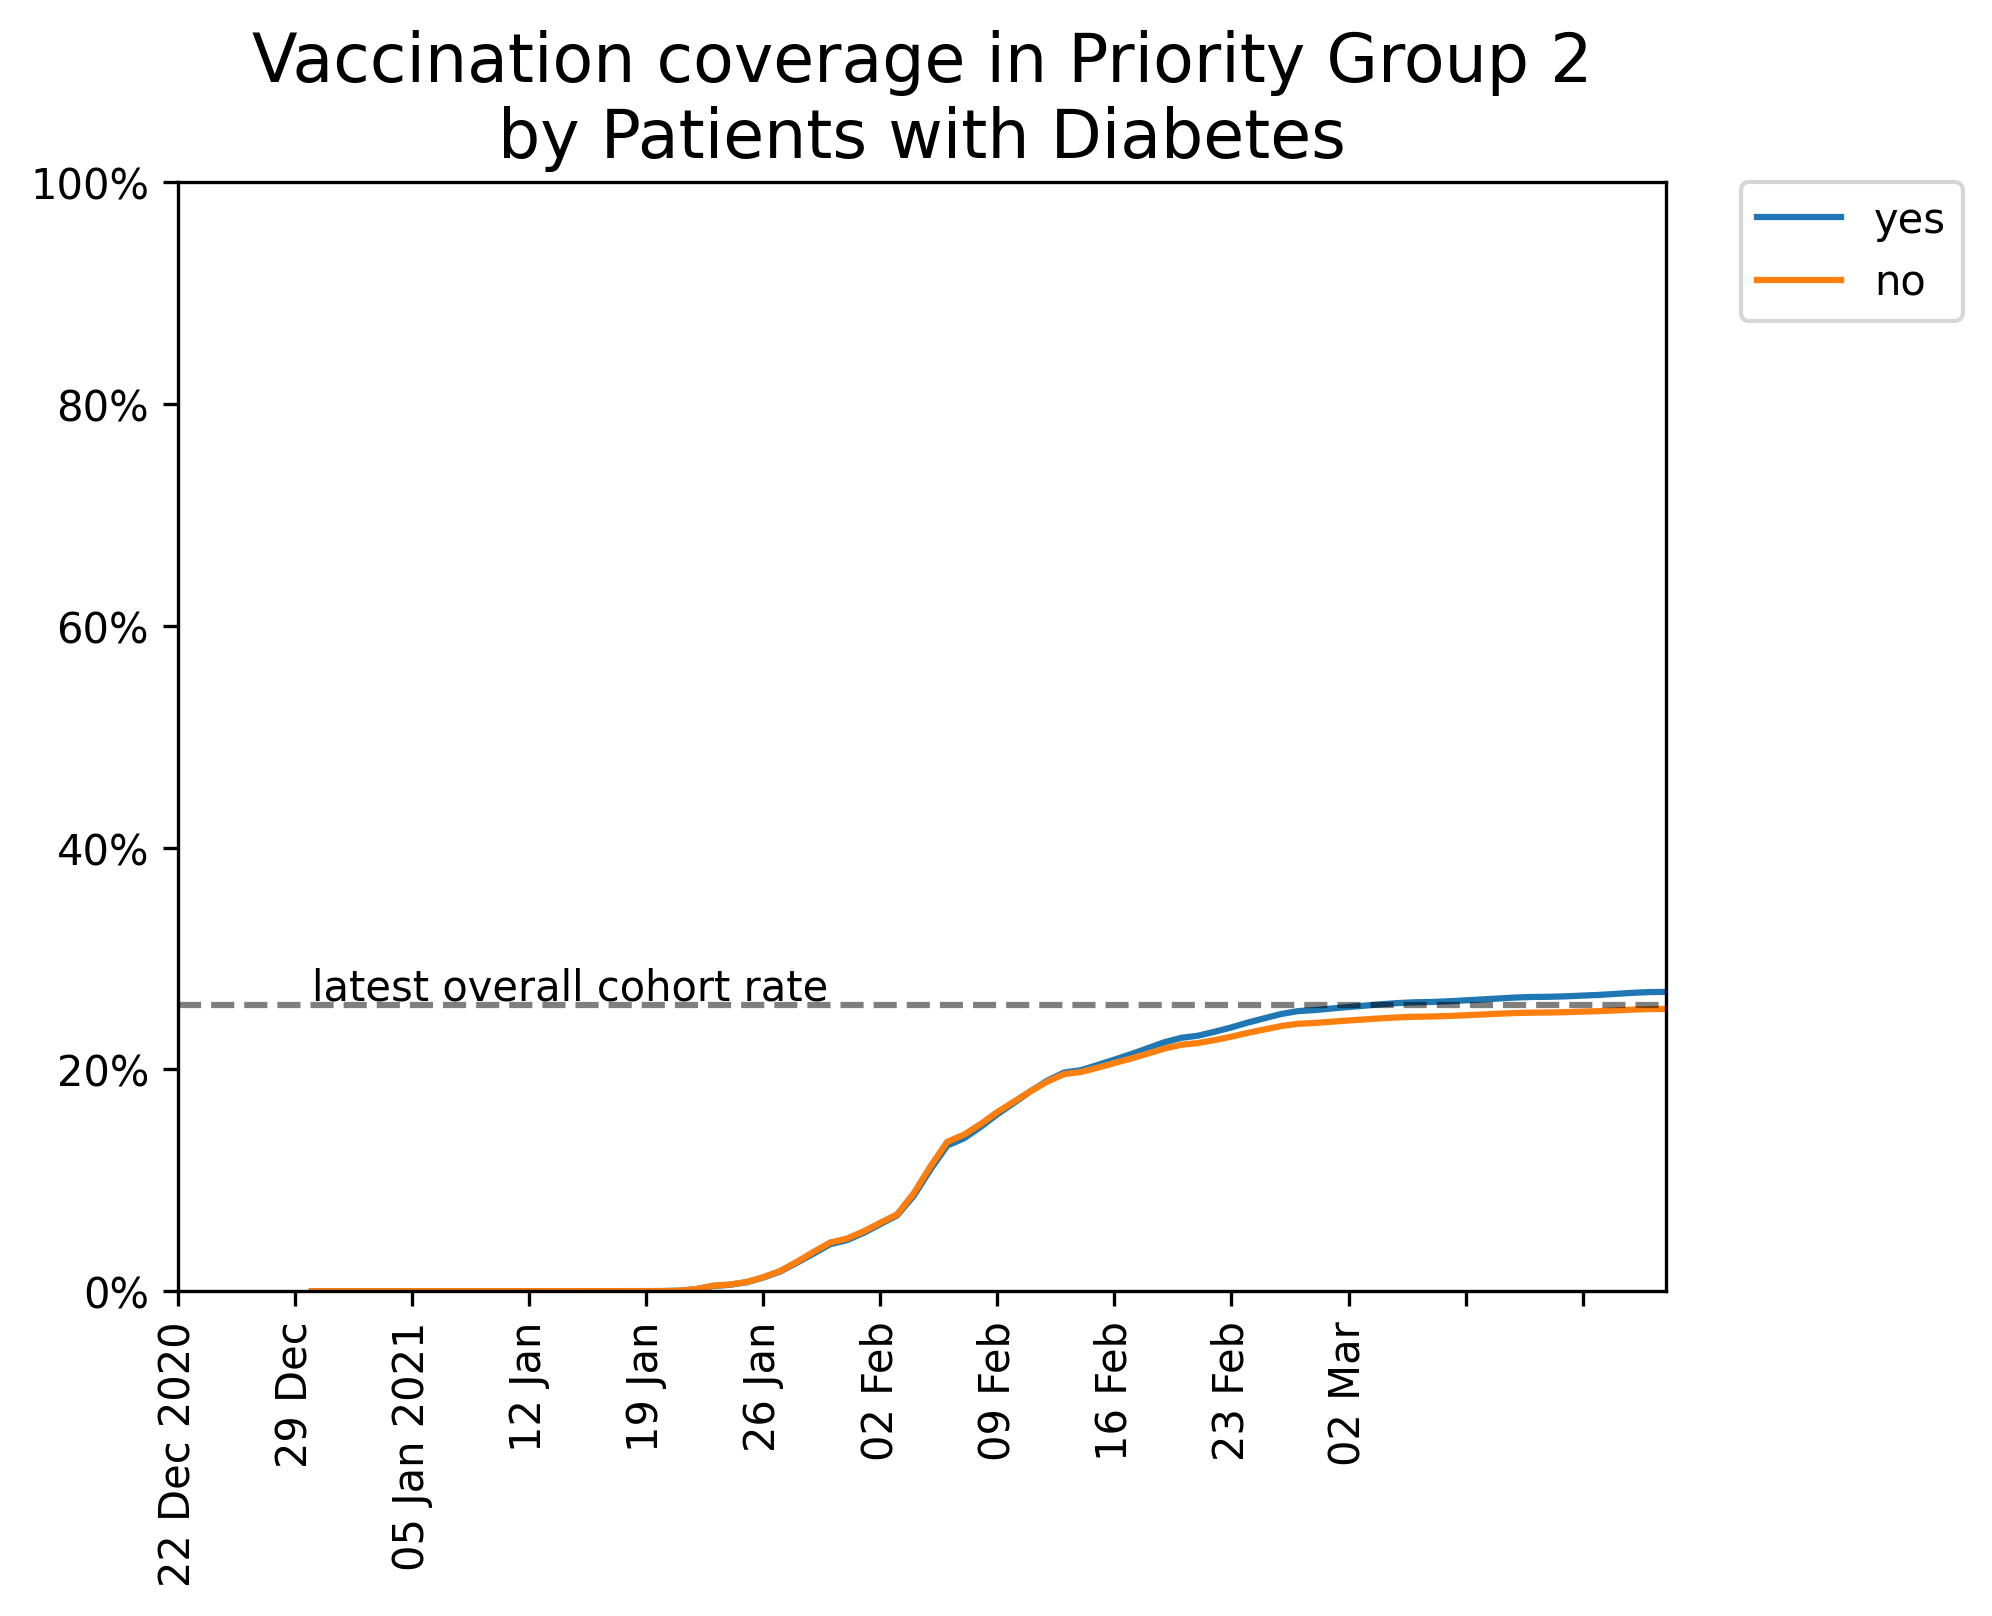 Vaccination coverage in Priority Group 2
by Patients with Diabetes
100%
80%
60%
40%
20%
0%
yes
no
latest overall cohort rate
22 Dec 2020
29 Dec
05 Jan 2021
12 Jan
19 Jan
26 Jan
02 Feb
09 Feb
16 Feb
23 Feb
02 Mar